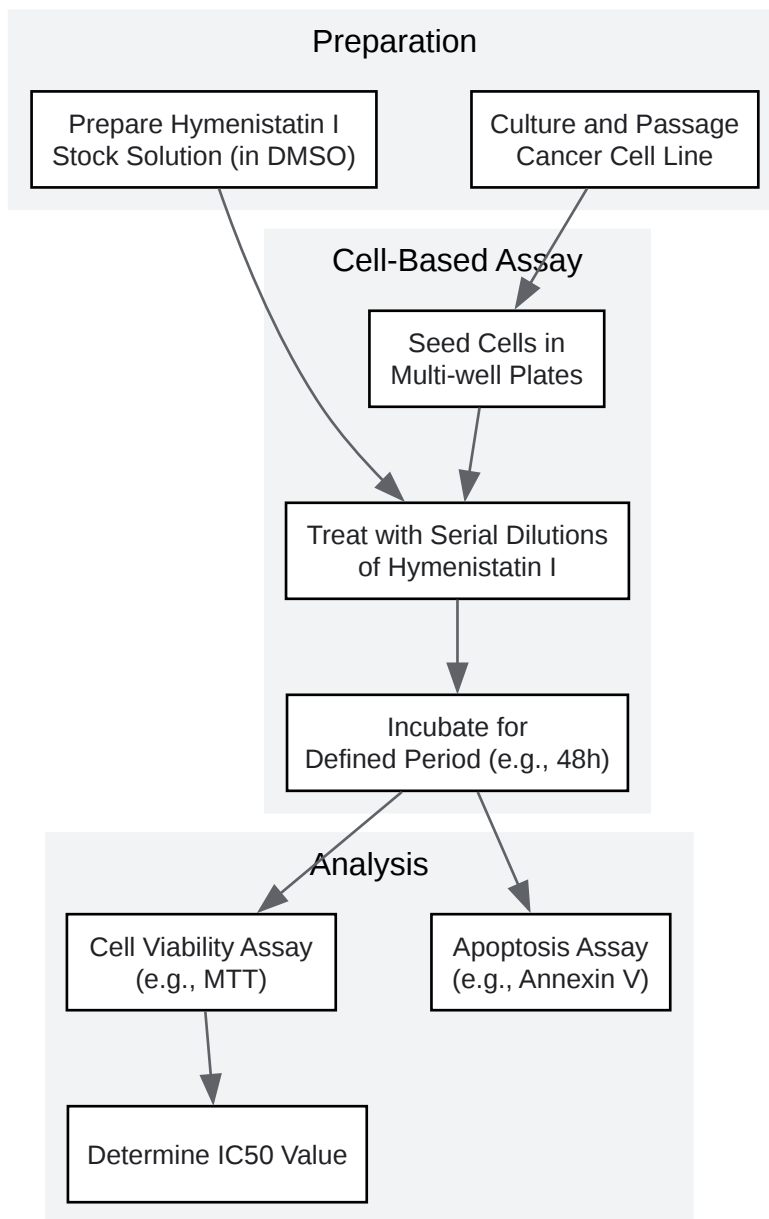 Preparation
Prepare Hymenistatin I
Stock Solution (in DMSO)
Culture and Passage
Cancer Cell Line
Cell-Based Assay
Seed Cells in
Multi-well Plates
Treat with Serial Dilutions
of Hymenistatin I
Incubate for
Defined Period (e.g., 48h)
Analysis
Cell Viability Assay
(e.g., MTT)
Apoptosis Assay
(e.g., Annexin V)
Determine IC50 Value